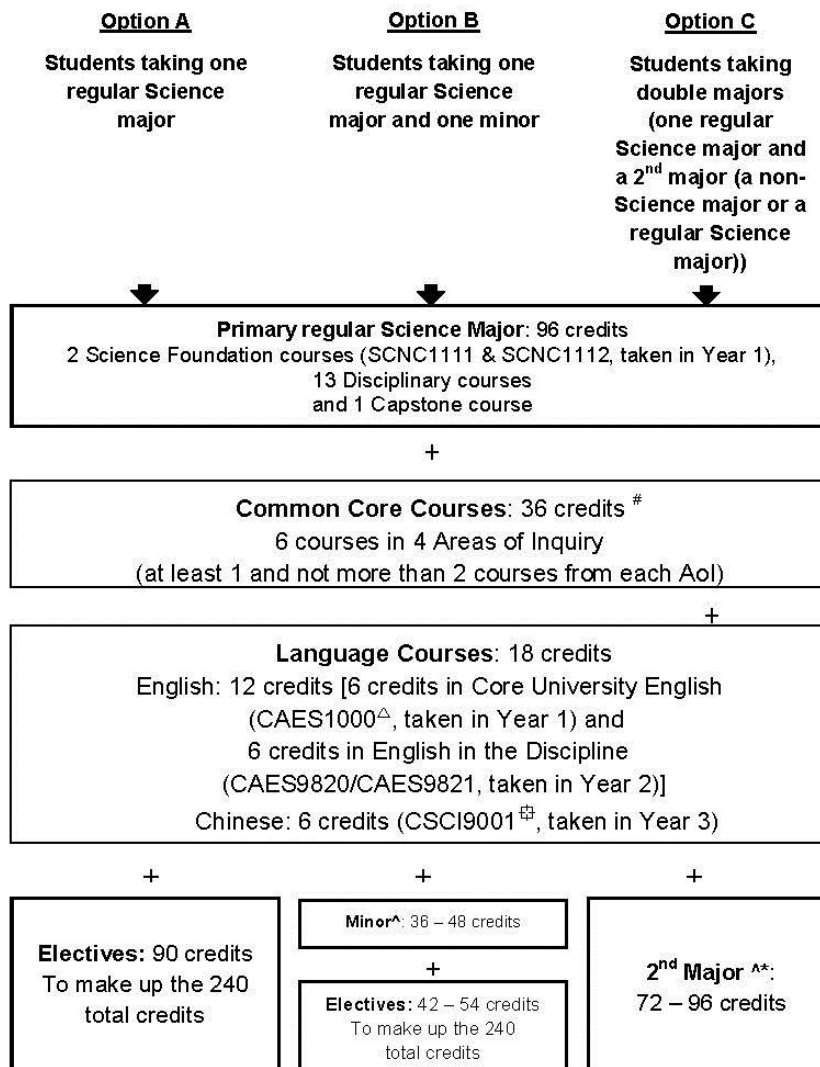 Option A
Students taking one
regular Science
major
Option B
Students taking one
regular Science
major and one minor
Option C
Students taking
double majors
(one regular
Science major and
a 2nd major (a non-
Science major or a
regular Science
major))
Primary regular Science Major: 96 credits
2 Science Foundation courses (SCNC1111 & SCNC1112, taken in Year 1),
13 Disciplinary courses
and 1 Capstone course
+
Common Core Courses: 36 credits #
6 courses in 4 Areas of Inquiry
(at least 1 and not more than 2 courses from each AoI)
+
Language Courses: 18 credits
English: 12 credits [6 credits in Core University English
(CAES1000△, taken in Year 1) and
6 credits in English in the Discipline
(CAES9820/CAES9821, taken in Year 2)]
Chinese: 6 credits (CSCI9001, taken in Year 3)
+ + +
Electives: 90 credits
To make up the 240
total credits
Minor^: 36 – 48 credits
+
Electives: 42 – 54 credits
To make up the 240
total credits
2nd Major ^*:
72 – 96 credits